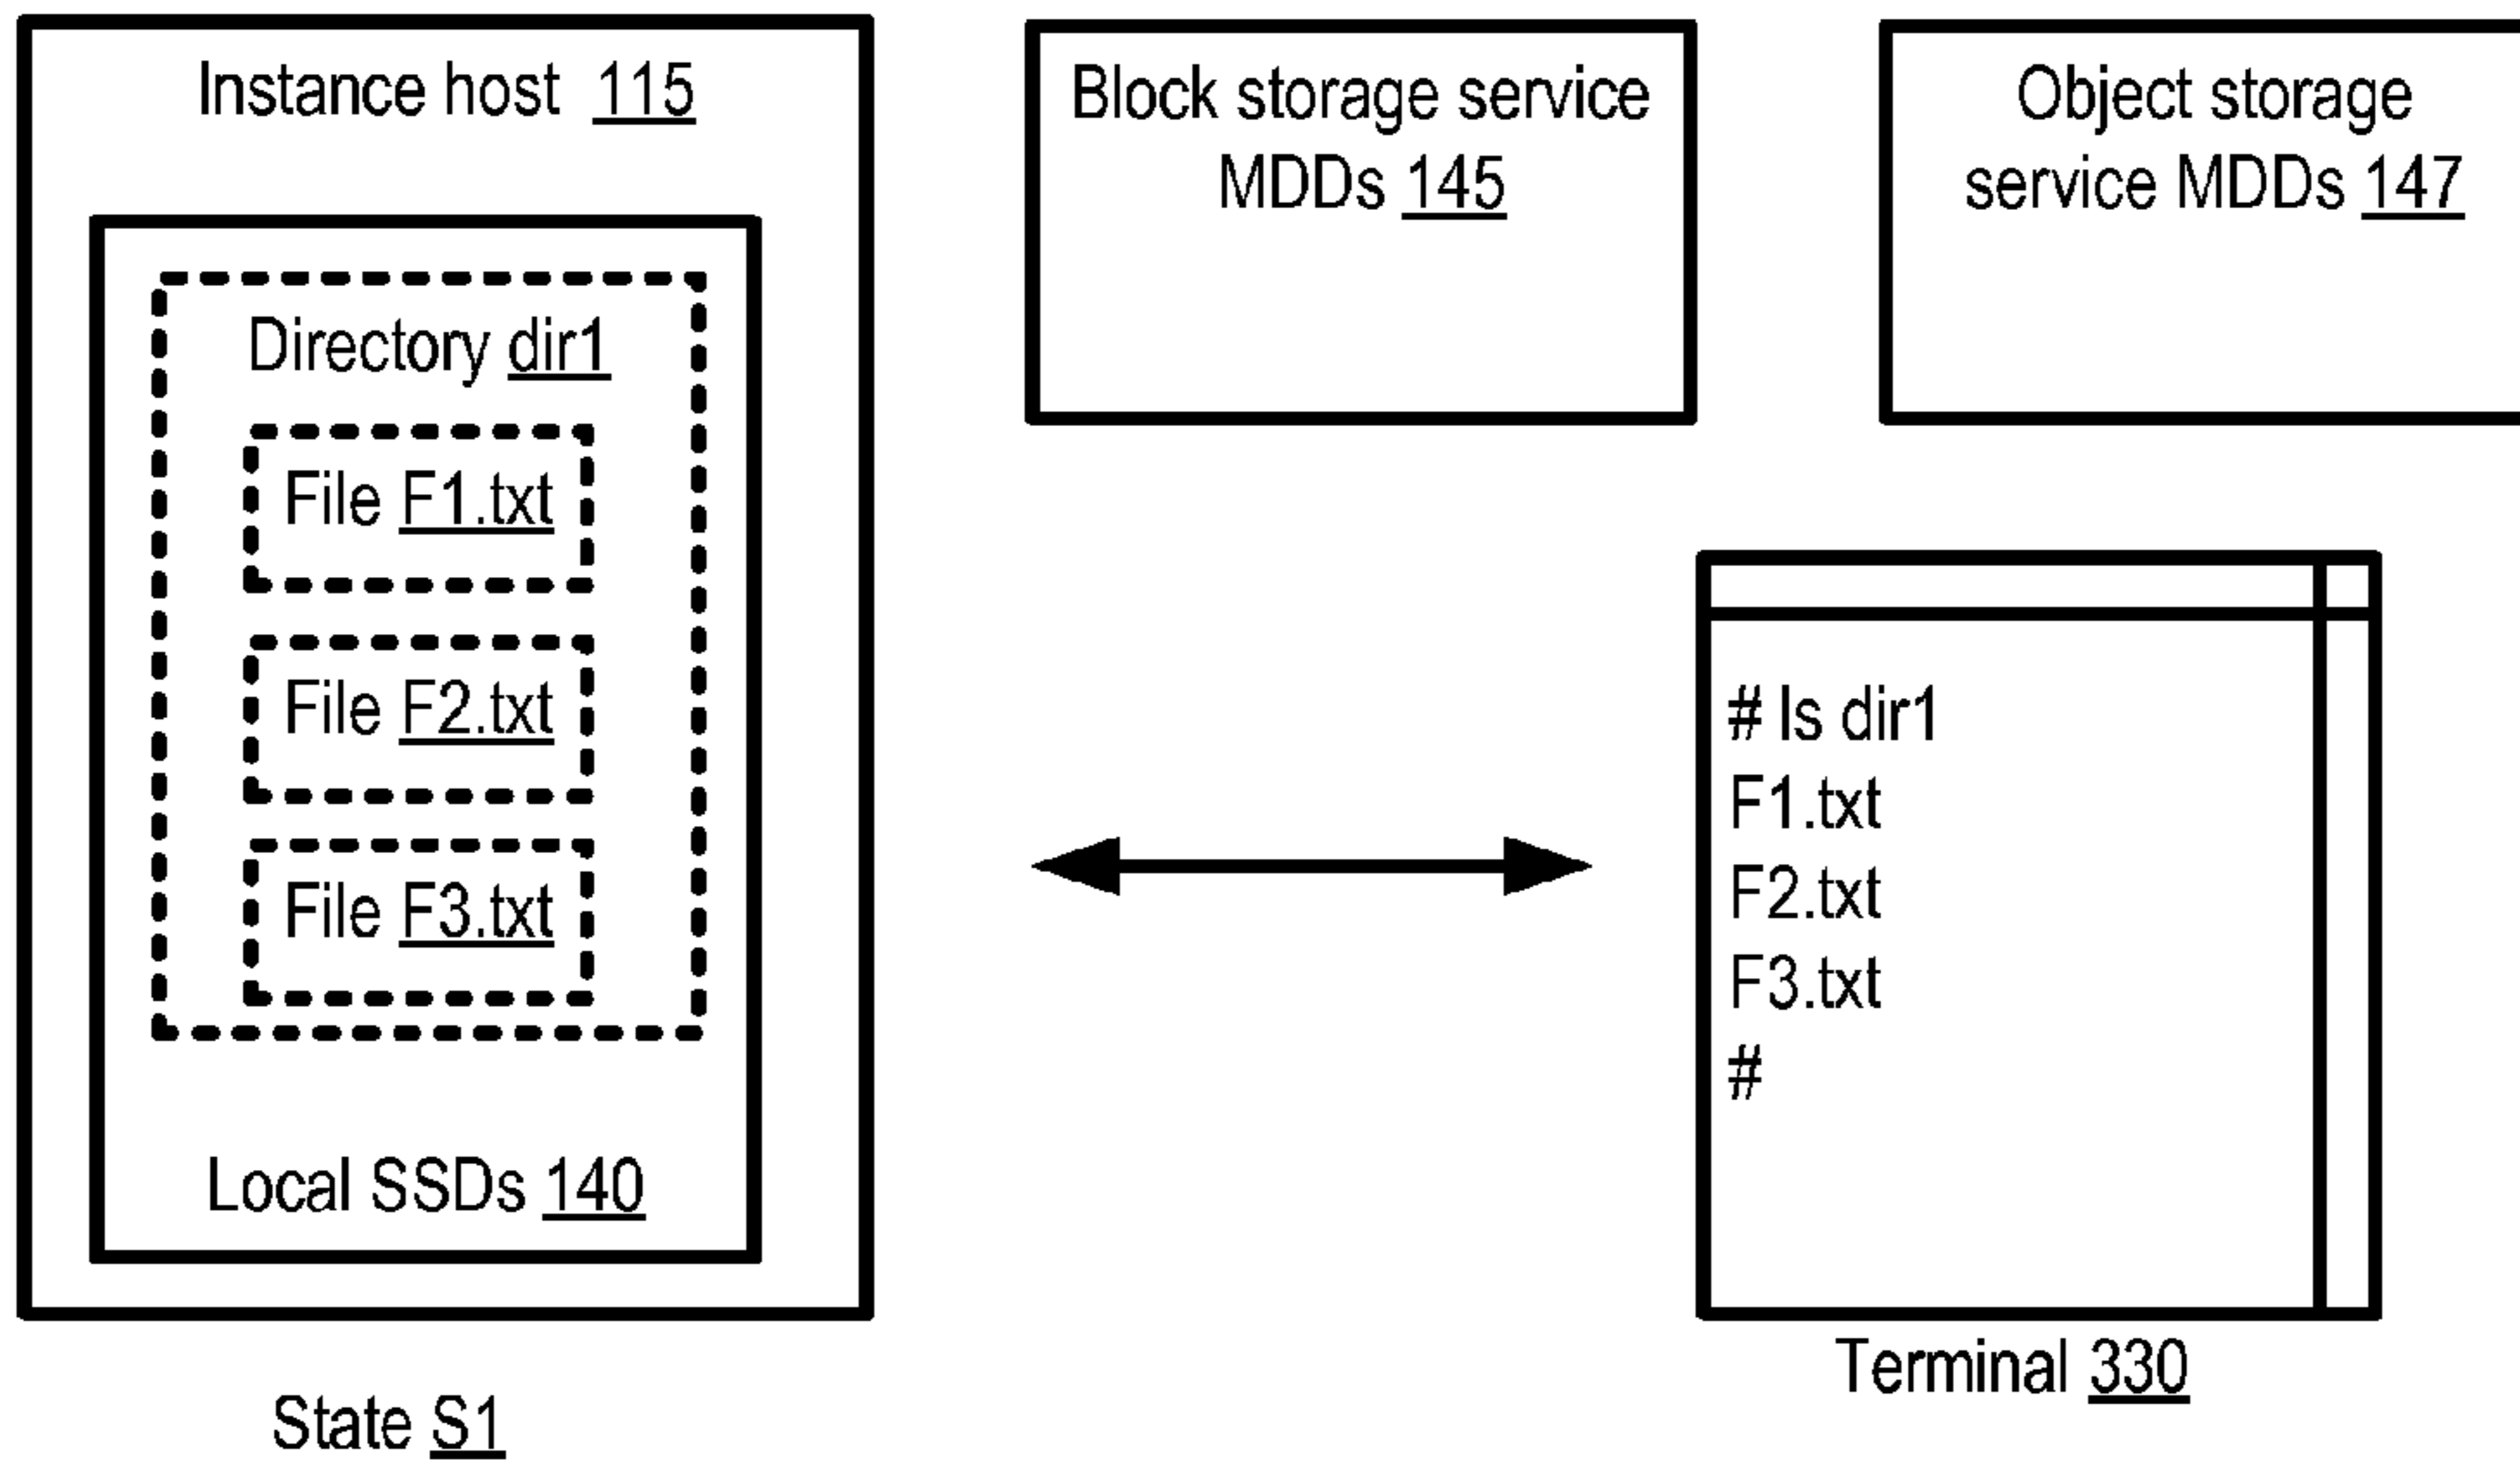 Instance host 115
Directory dir1
File F1.txt
File F2.txt
File F3.txt
Local SSDs 140
State S1
Block storage service
MDDs 145
Object storage
service MDDs 147
# ls dir1
F1.txt
F2.txt
F3.txt
#
Terminal 330